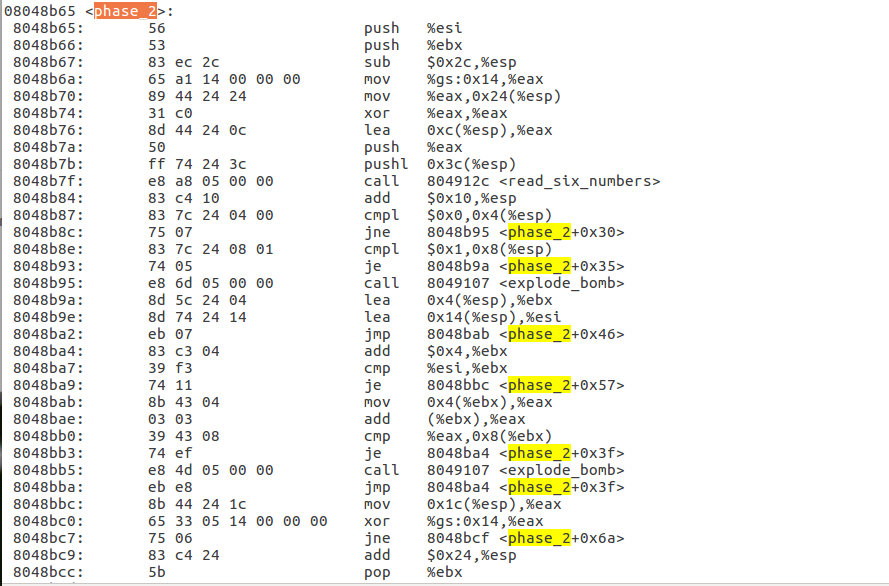 08048b65 <phase_2>:
8048b65: 56 push %esi
8048b66: 53 push %ebx
8048b67: 83 ec 2c sub $0x2c,%esp
8048b6a: 65 a1 14 00 00 00 mov %gs:0x14,%eax
8048b70: 89 44 24 24 mov %eax,0x24(%esp)
8048b74: 31 c0 xor %eax,%eax
8048b76: 8d 44 24 0c lea 0xc(%esp),%eax
8048b7a: 50 push %eax
8048b7b: ff 74 24 3c pushl 0x3c(%esp)
8048b7f: e8 a8 05 00 00 call 804912c <read_six_numbers>
8048b84: 83 c4 10 add $0x10,%esp
8048b87: 83 7c 24 04 00 cmpl $0x0,0x4(%esp)
8048b8c: 75 07 jne 8048b95 <phase_2+0x30>
8048b8e: 83 7c 24 08 01 cmpl $0x1,0x8(%esp)
8048b93: 74 05 je 8048b9a <phase_2+0x35>
8048b95: e8 6d 05 00 00 call 8049107 <explode_bomb>
8048b9a: 8d 5c 24 04 lea 0x4(%esp),%ebx
8048b9e: 8d 74 24 14 lea 0x14(%esp),%esi
8048ba2: eb 07 jmp 8048bab <phase_2+0x46>
8048ba4: 83 c3 04 add $0x4,%ebx
8048ba7: 39 f3 cmp %esi,%ebx
8048ba9: 74 11 je 8048bbc <phase_2+0x57>
8048bab: 8b 43 04 mov 0x4(%ebx),%eax
8048bae: 03 03 add (%ebx),%eax
8048bb0: 39 43 08 cmp %eax,0x8(%ebx)
8048bb3: 74 ef je 8048ba4 <phase_2+0x3f>
8048bb5: e8 4d 05 00 00 call 8049107 <explode_bomb>
8048bba: eb e8 jmp 8048ba4 <phase_2+0x3f>
8048bbc: 8b 44 24 1c mov 0x1c(%esp),%eax
8048bc0: 65 33 05 14 00 00 00 xor %gs:0x14,%eax
8048bc7: 75 06 jne 8048bcf <phase_2+0x6a>
8048bc9: 83 c4 24 add $0x24,%esp
8048bcc: 5b pop %ebx